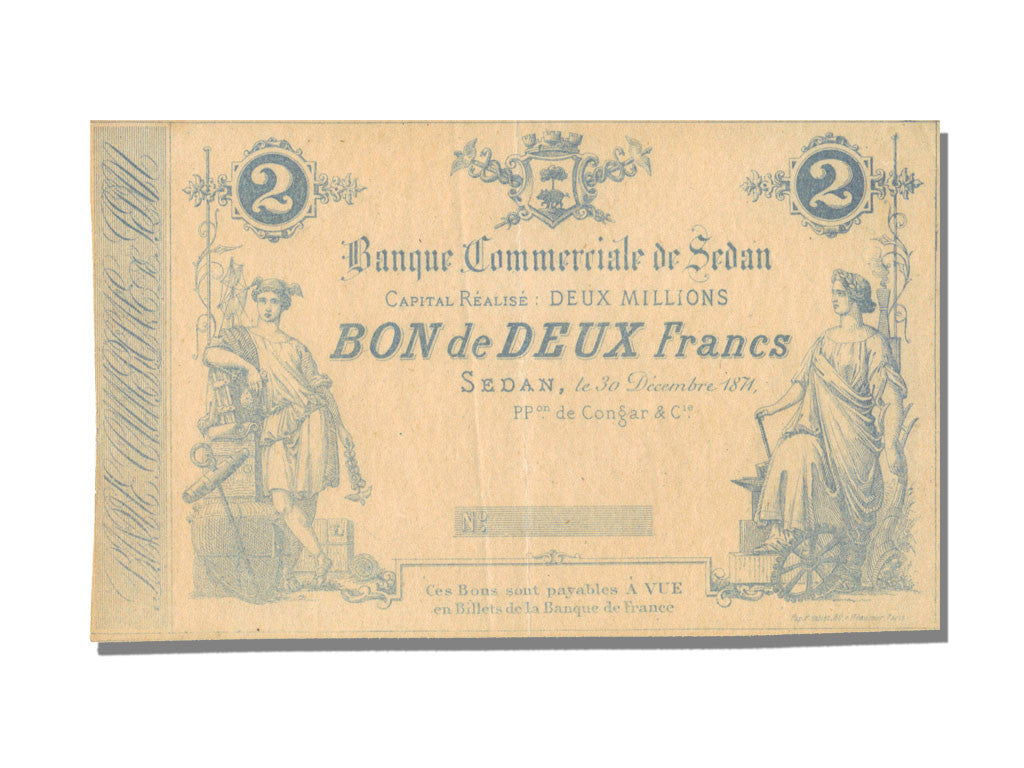 2
2
Banque Commerciale de Sedan
CAPITAL RÉALISÉ : DEUX MILLIONS
BON de DEUX Francs
SEDAN, le 30 Décembre 1871,
PPon de Congar & Cie
No
Ces Bons sont payables À VUE
en Billets de la Banque de France